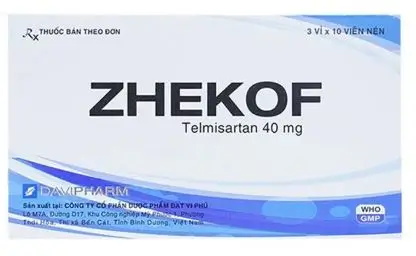 Rx THUỐC BÁN THEO ĐƠN
3 VỈ x 10 VIÊN NÉN
ZHEKOF
Telmisartan 40 mg
DAVIPHARM
Sản xuất tại: CÔNG TY CỔ PHẦN DƯỢC PHẨM ĐẠT VI PHÚ
Lô M7A, Đường D17, Khu Công nghiệp Mỹ Phước 1, Phường
Thới Hòa, Thị xã Bến Cát, Tỉnh Bình Dương, Việt Nam
WHO
GMP